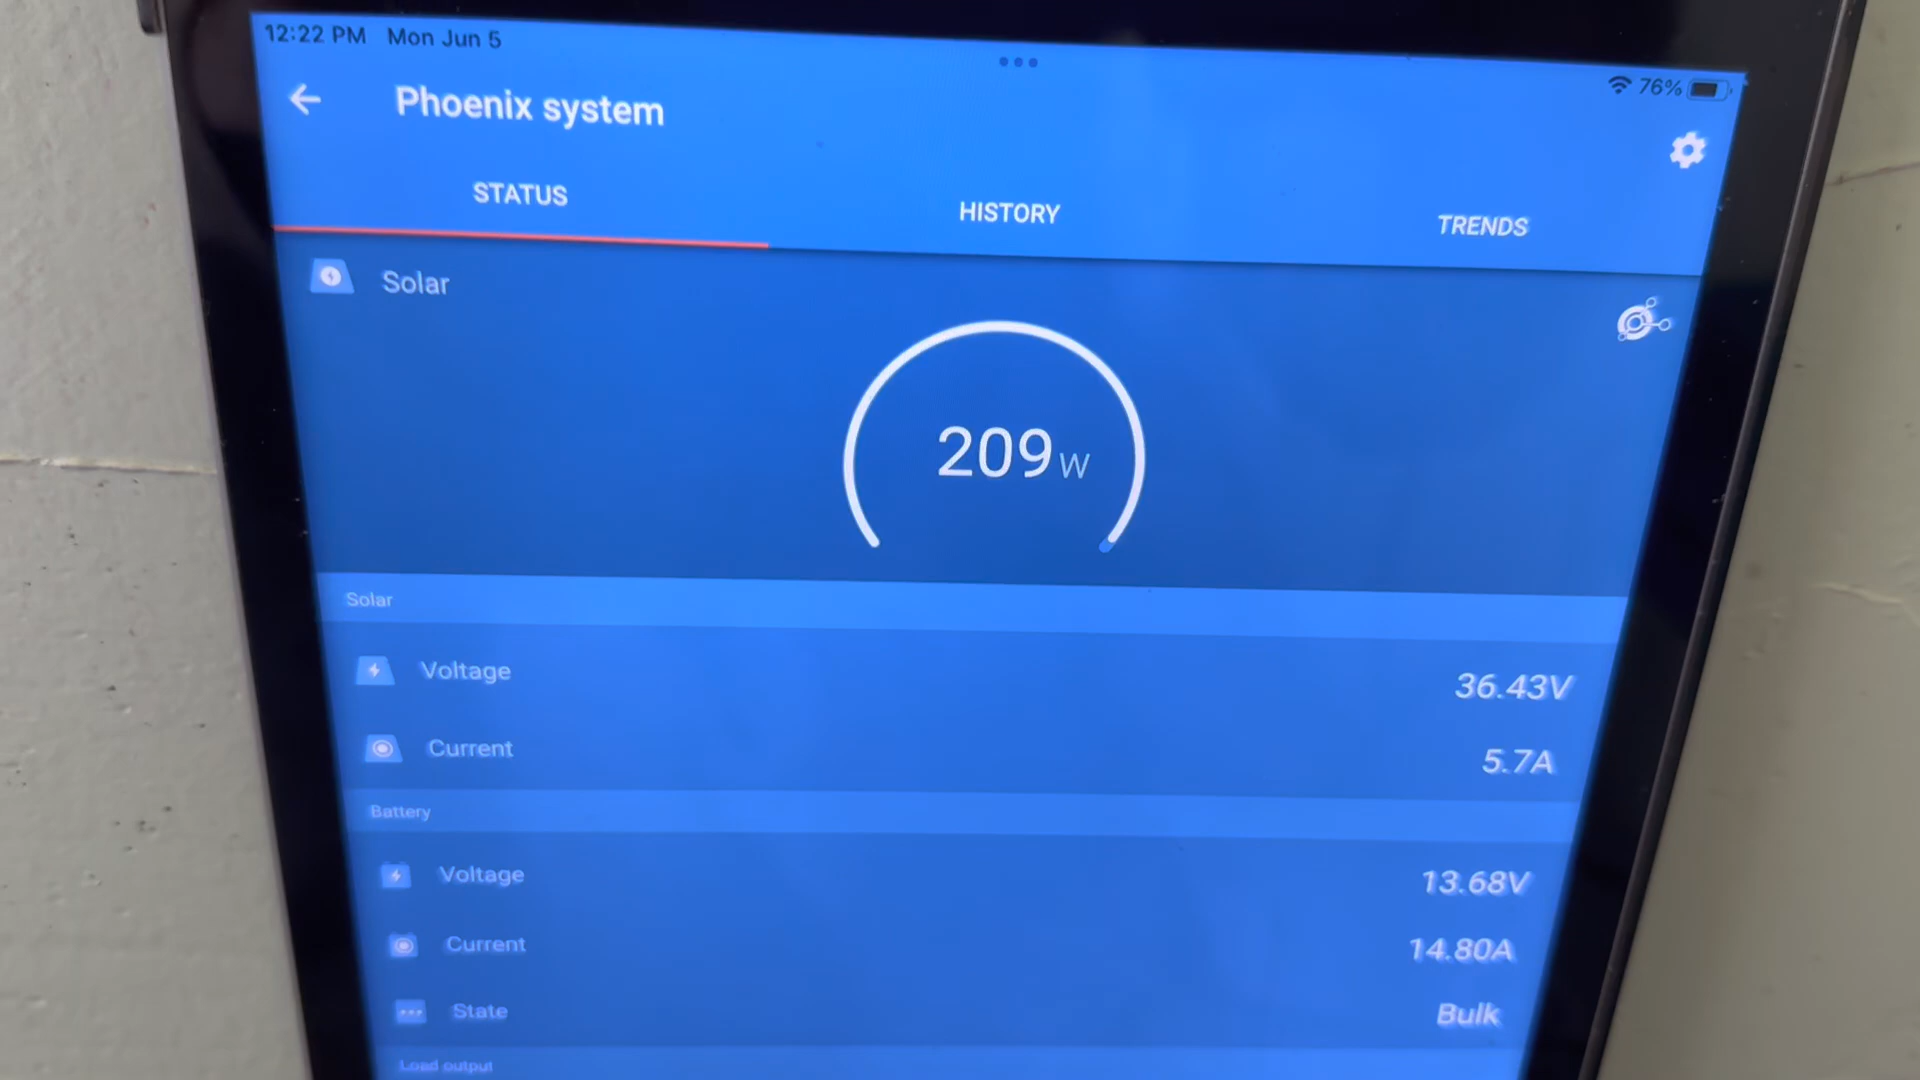 12:22 PM Mon Jun 5
76%
Phoenix system
STATUS HISTORY TRENDS
Solar
209W
Solar
Voltage 36.43V
Current 5.7A
Battery
Voltage 13.68V
Current 14.80A
State Bulk
Load output